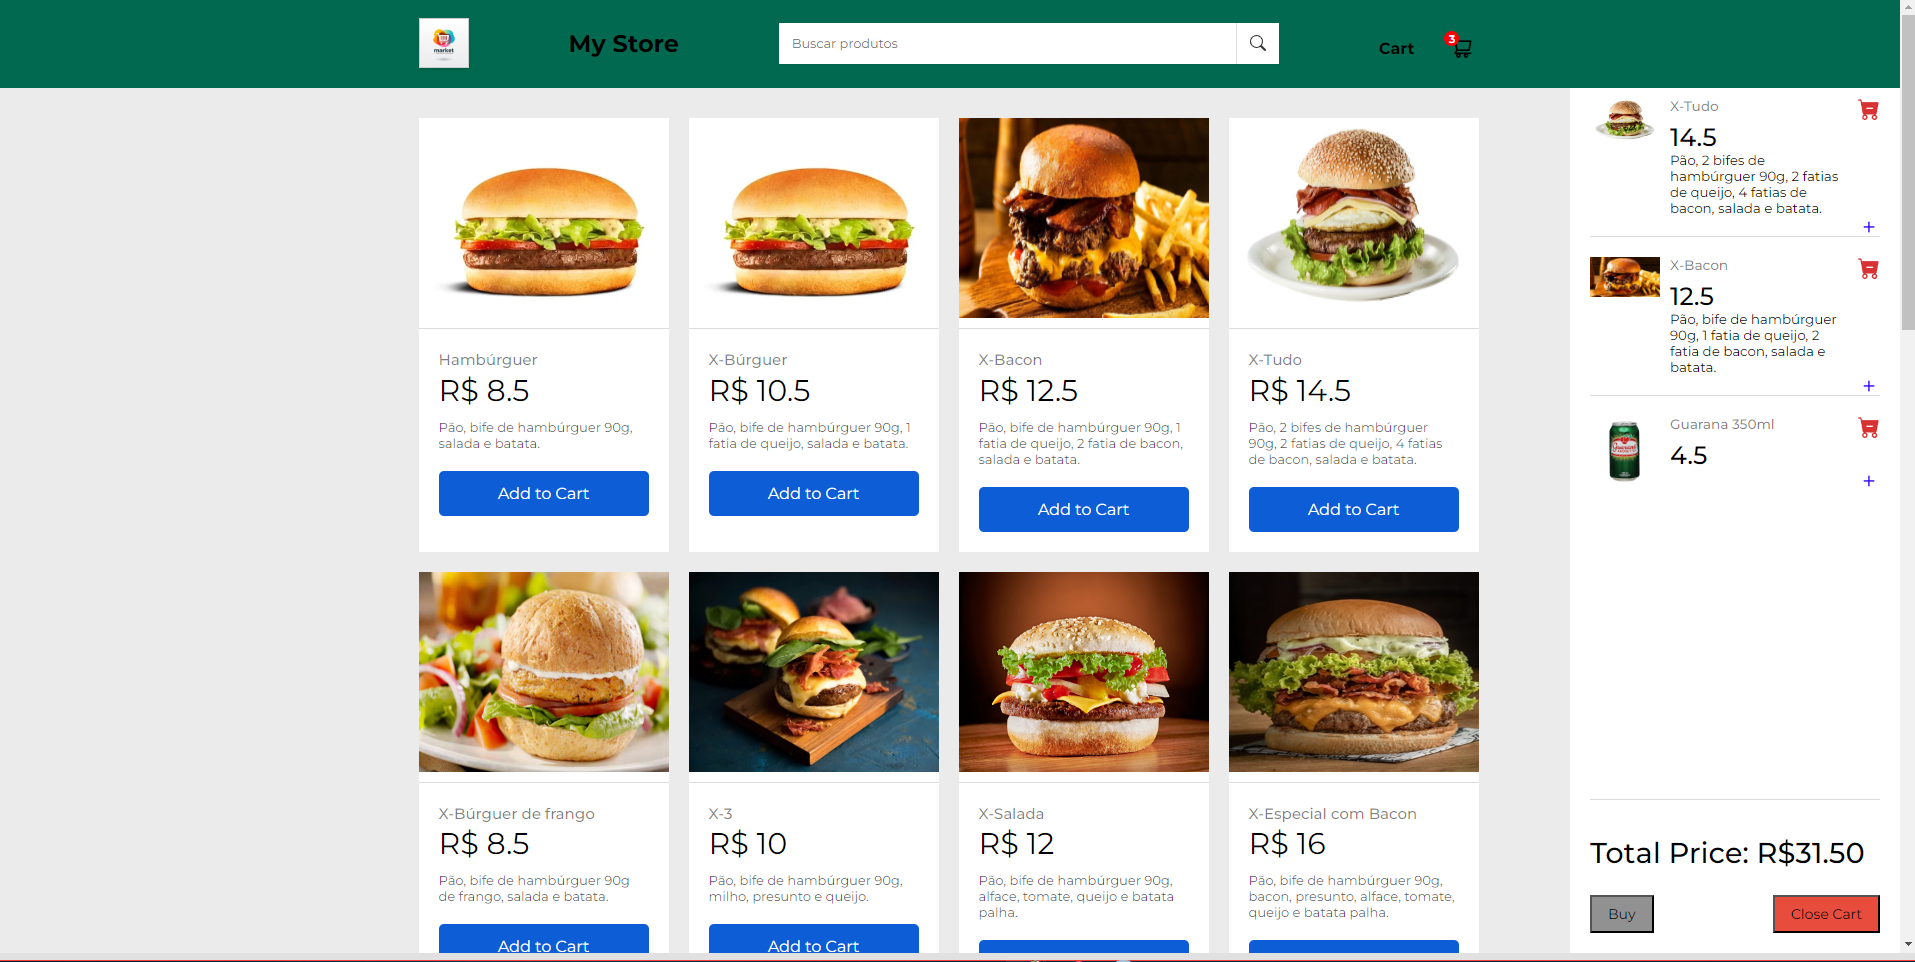 market
My Store
Buscar produtos
Cart
3
Hambúrguer
R$ 8.5
Pão, bife de hambúrguer 90g,
salada e batata.
Add to Cart
X-Búrguer
R$ 10.5
Pão, bife de hambúrguer 90g, 1
fatia de queijo, salada e batata.
Add to Cart
X-Bacon
R$ 12.5
Pão, bife de hambúrguer 90g, 1
fatia de queijo, 2 fatia de bacon,
salada e batata.
Add to Cart
X-Tudo
R$ 14.5
Pão, 2 bifes de hambúrguer
90g, 2 fatias de queijo, 4 fatias
de bacon, salada e batata.
Add to Cart
X-Búrguer de frango
R$ 8.5
Pão, bife de hambúrguer 90g
de frango, salada e batata.
Add to Cart
X-3
R$ 10
Pão, bife de hambúrguer 90g,
milho, presunto e queijo.
Add to Cart
X-Salada
R$ 12
Pão, bife de hambúrguer 90g,
alface, tomate, queijo e batata
palha.
X-Especial com Bacon
R$ 16
Pão, bife de hambúrguer 90g,
bacon, presunto, alface, tomate,
queijo e batata palha.
X-Tudo
14.5
Pão, 2 bifes de
hambúrguer 90g, 2 fatias
de queijo, 4 fatias de
bacon, salada e batata.
+
X-Bacon
12.5
Pão, bife de hambúrguer
90g, 1 fatia de queijo, 2
fatia de bacon, salada e
batata.
+
Guarana 350ml
4.5
+
Total Price: R$31.50
Buy
Close Cart